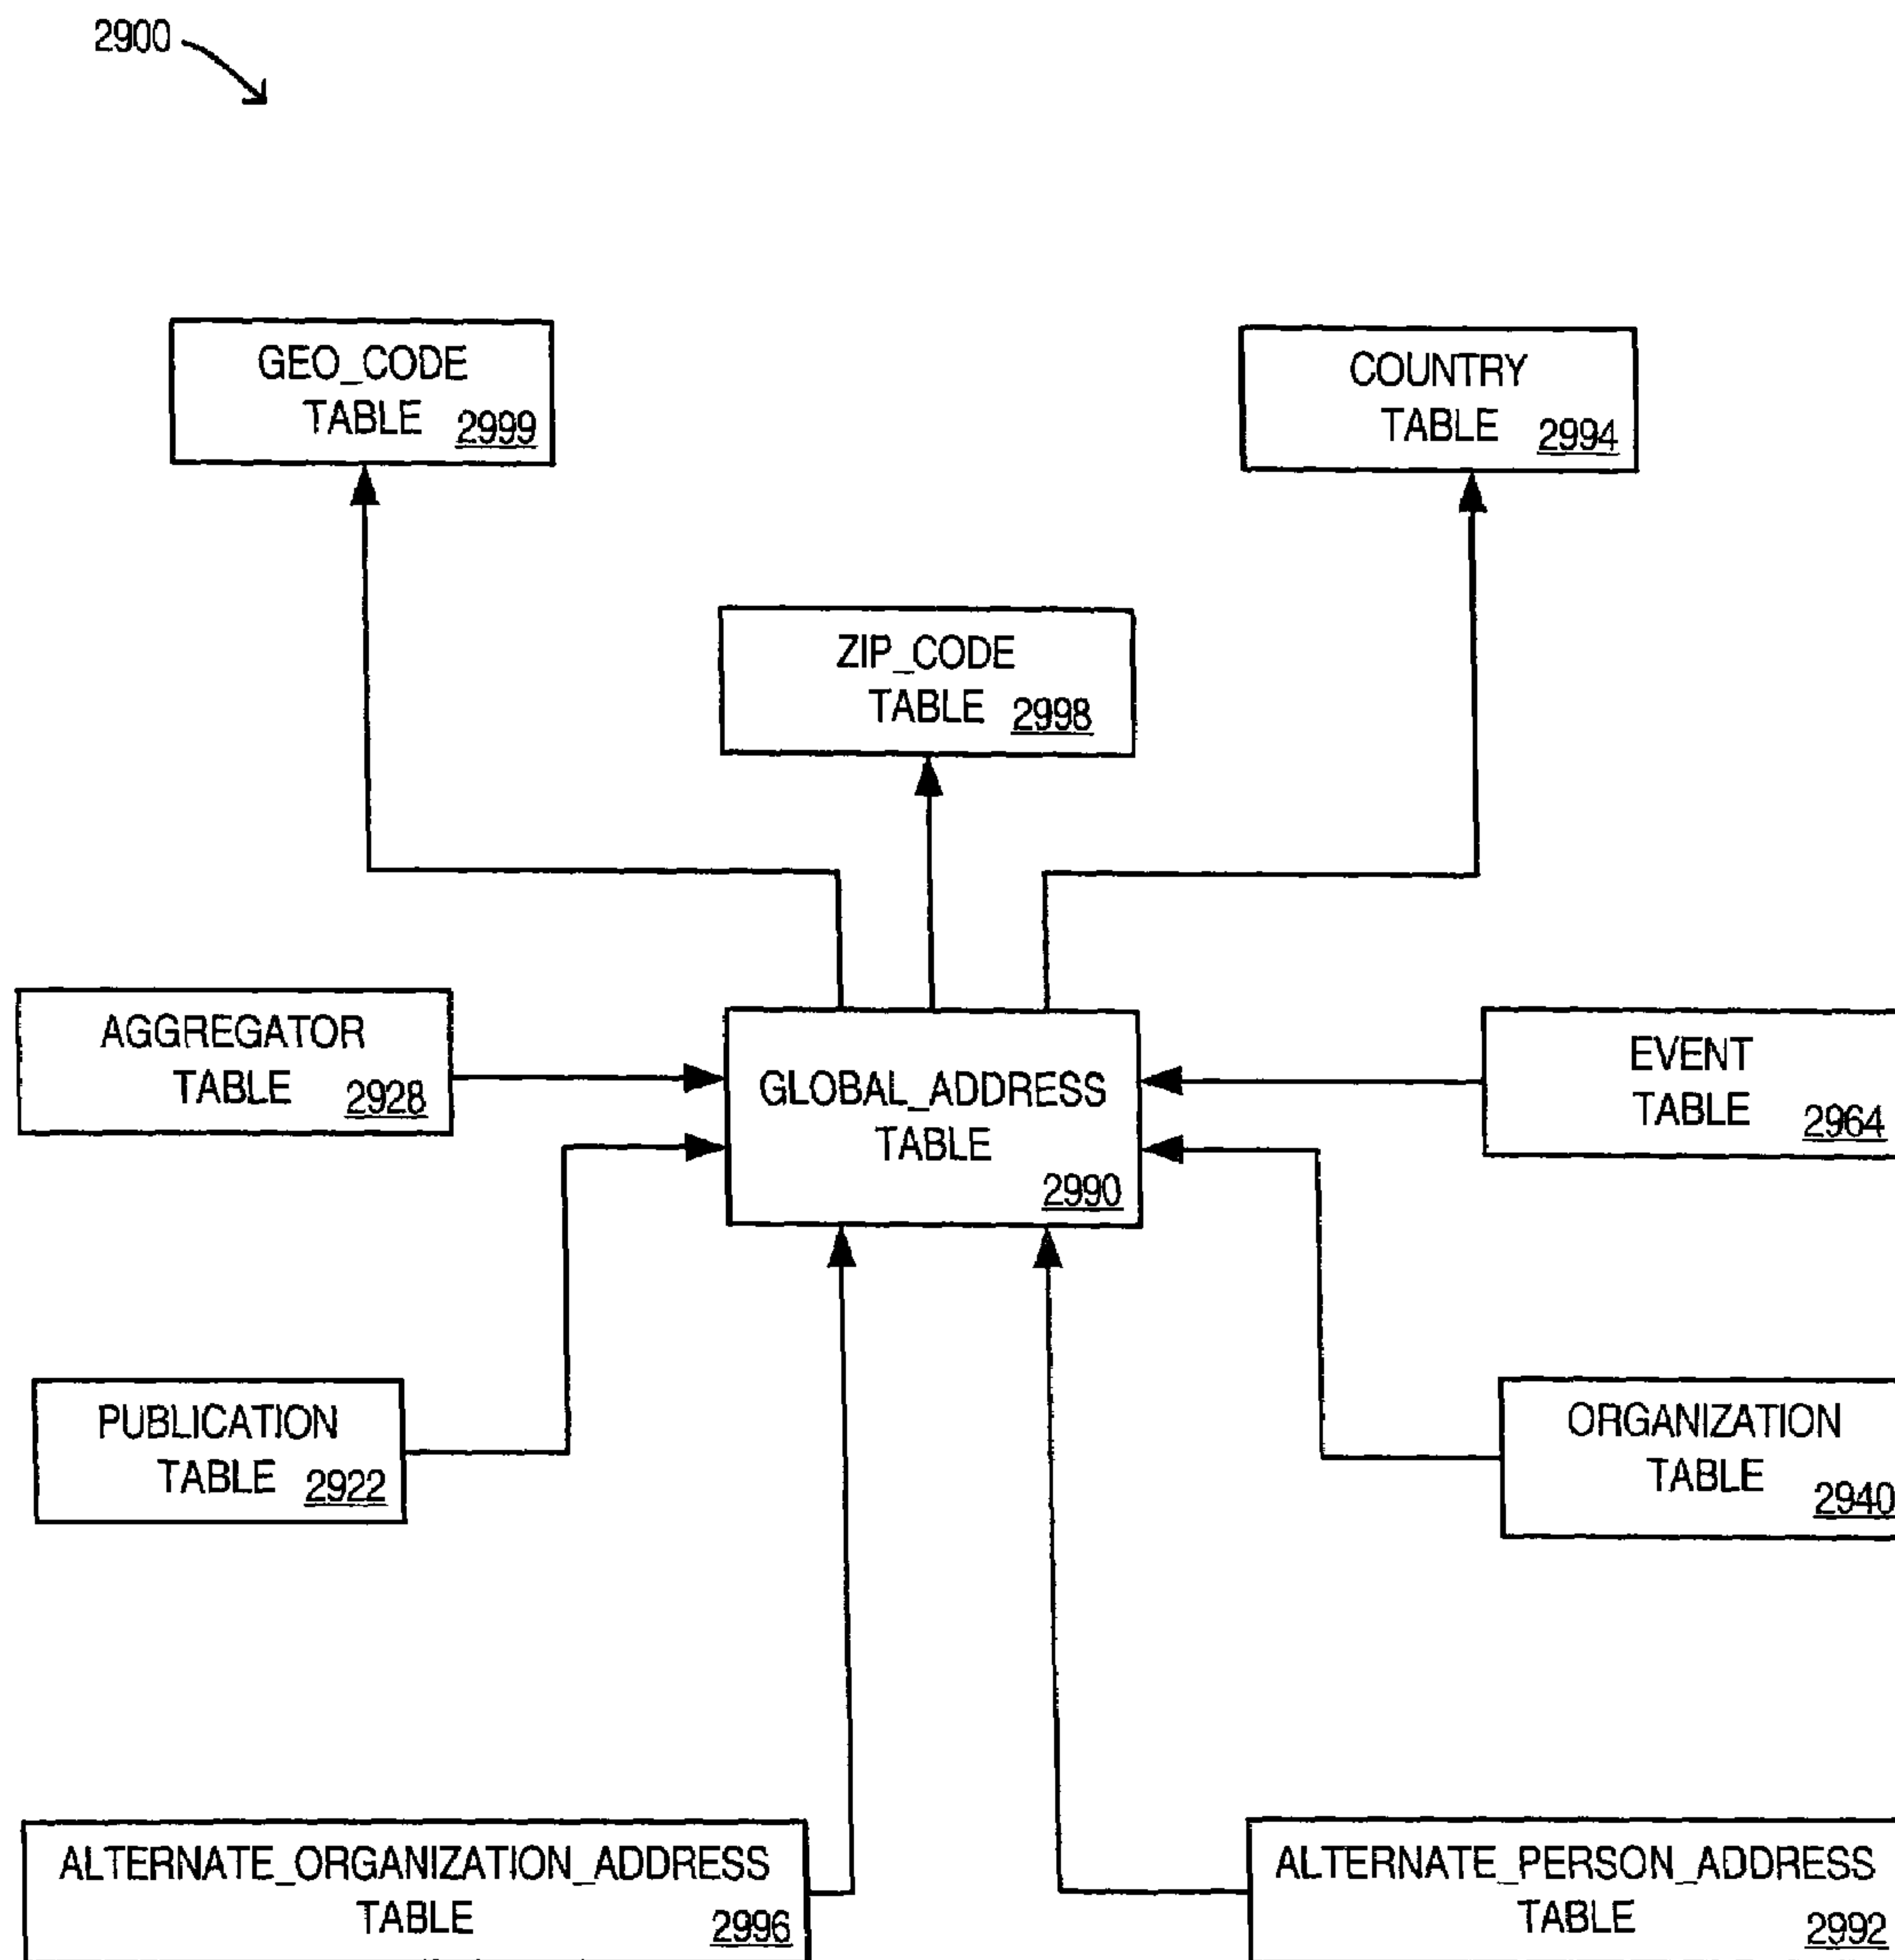 2900
GEO_CODE
TABLE 2999
COUNTRY
TABLE 2994
ZIP_CODE
TABLE 2998
AGGREGATOR
TABLE 2928
GLOBAL_ADDRESS
TABLE
2990
EVENT
TABLE 2964
PUBLICATION
TABLE 2922
ORGANIZATION
TABLE 2940
ALTERNATE_ORGANIZATION_ADDRESS
TABLE 2996
ALTERNATE_PERSON_ADDRESS
TABLE 2992